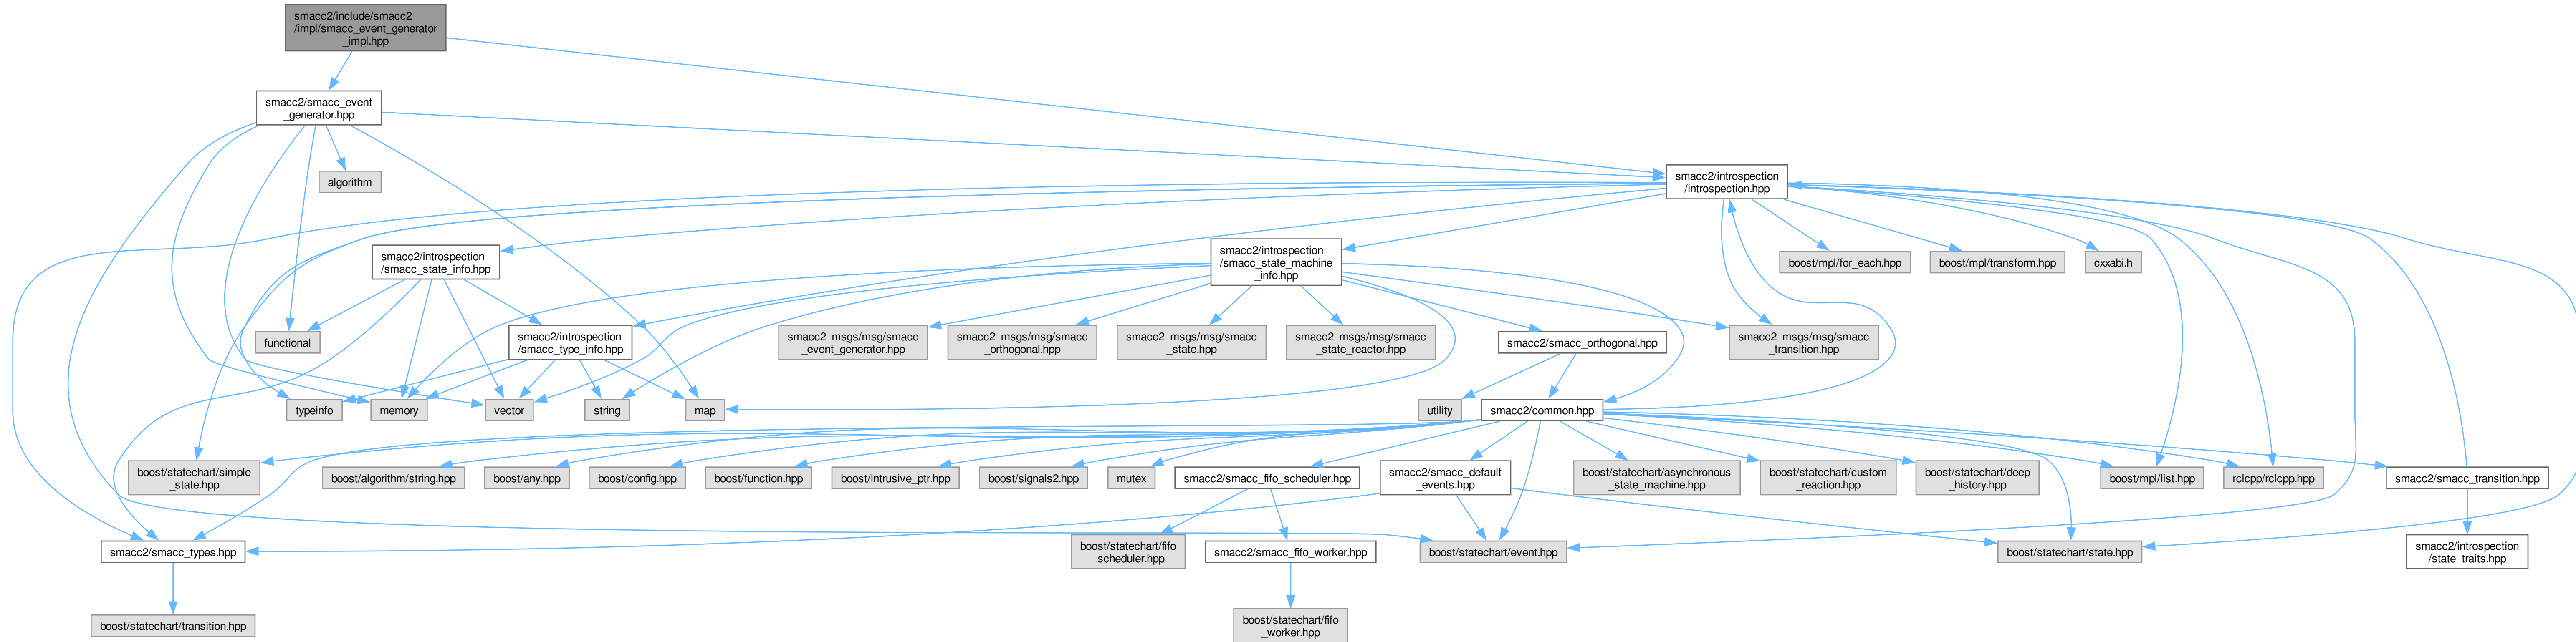 smacc2/include/smacc2
/impl/smacc_event_generator
_impl.hpp
smacc2/smacc_event
_generator.hpp
algorithm
smacc2/introspection
/introspection.hpp
smacc2/introspection
/smacc_state_info.hpp
smacc2/introspection
/smacc_state_machine
_info.hpp
boost/mpl/for_each.hpp
boost/mpl/transform.hpp
cxxabi.h
functional
smacc2/introspection
/smacc_type_info.hpp
smacc2_msgs/msg/smacc
_event_generator.hpp
smacc2_msgs/msg/smacc
_orthogonal.hpp
smacc2_msgs/msg/smacc
_state.hpp
smacc2_msgs/msg/smacc
_state_reactor.hpp
smacc2/smacc_orthogonal.hpp
smacc2_msgs/msg/smacc
_transition.hpp
typeinfo
memory
vector
string
map
utility
smacc2/common.hpp
boost/statechart/simple
_state.hpp
boost/algorithm/string.hpp
boost/any.hpp
boost/config.hpp
boost/function.hpp
boost/intrusive_ptr.hpp
boost/signals2.hpp
mutex
smacc2/smacc_fifo_scheduler.hpp
smacc2/smacc_default
_events.hpp
boost/statechart/asynchronous
_state_machine.hpp
boost/statechart/custom
_reaction.hpp
boost/statechart/deep
_history.hpp
boost/mpl/list.hpp
rclcpp/rclcpp.hpp
smacc2/smacc_transition.hpp
smacc2/smacc_types.hpp
boost/statechart/fifo
_scheduler.hpp
smacc2/smacc_fifo_worker.hpp
boost/statechart/event.hpp
boost/statechart/state.hpp
smacc2/introspection
/state_traits.hpp
boost/statechart/transition.hpp
boost/statechart/fifo
_worker.hpp